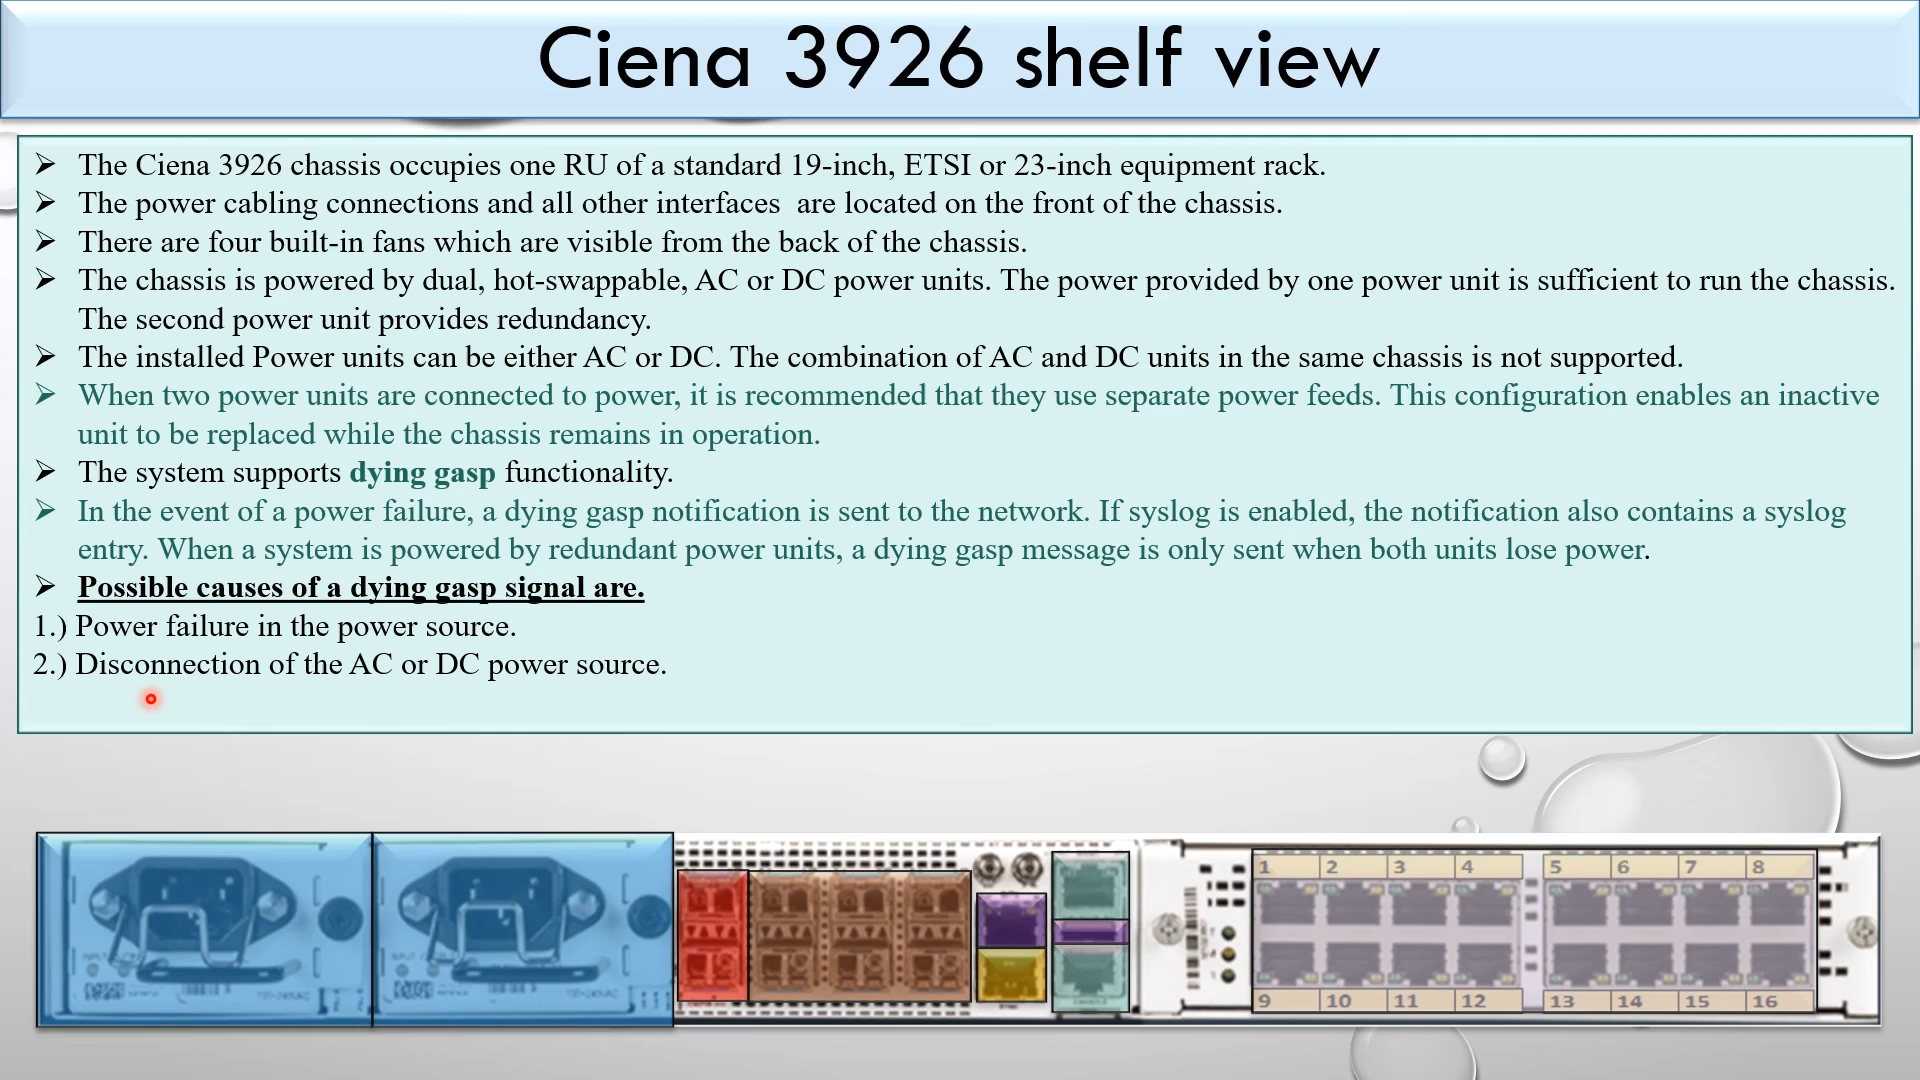 Ciena 3926 shelf view
➢ The Ciena 3926 chassis occupies one RU of a standard 19-inch, ETSI or 23-inch equipment rack.
➢ The power cabling connections and all other interfaces  are located on the front of the chassis.
➢ There are four built-in fans which are visible from the back of the chassis.
➢ The chassis is powered by dual, hot-swappable, AC or DC power units. The power provided by one power unit is sufficient to run the chassis.
The second power unit provides redundancy.
➢ The installed Power units can be either AC or DC. The combination of AC and DC units in the same chassis is not supported.
➢ When two power units are connected to power, it is recommended that they use separate power feeds. This configuration enables an inactive
unit to be replaced while the chassis remains in operation.
➢ The system supports dying gasp functionality.
➢ In the event of a power failure, a dying gasp notification is sent to the network. If syslog is enabled, the notification also contains a syslog
entry. When a system is powered by redundant power units, a dying gasp message is only sent when both units lose power.
➢ Possible causes of a dying gasp signal are.
1.) Power failure in the power source.
2.) Disconnection of the AC or DC power source.
1 2 3 4 5 6 7 8
9 10 11 12 13 14 15 16